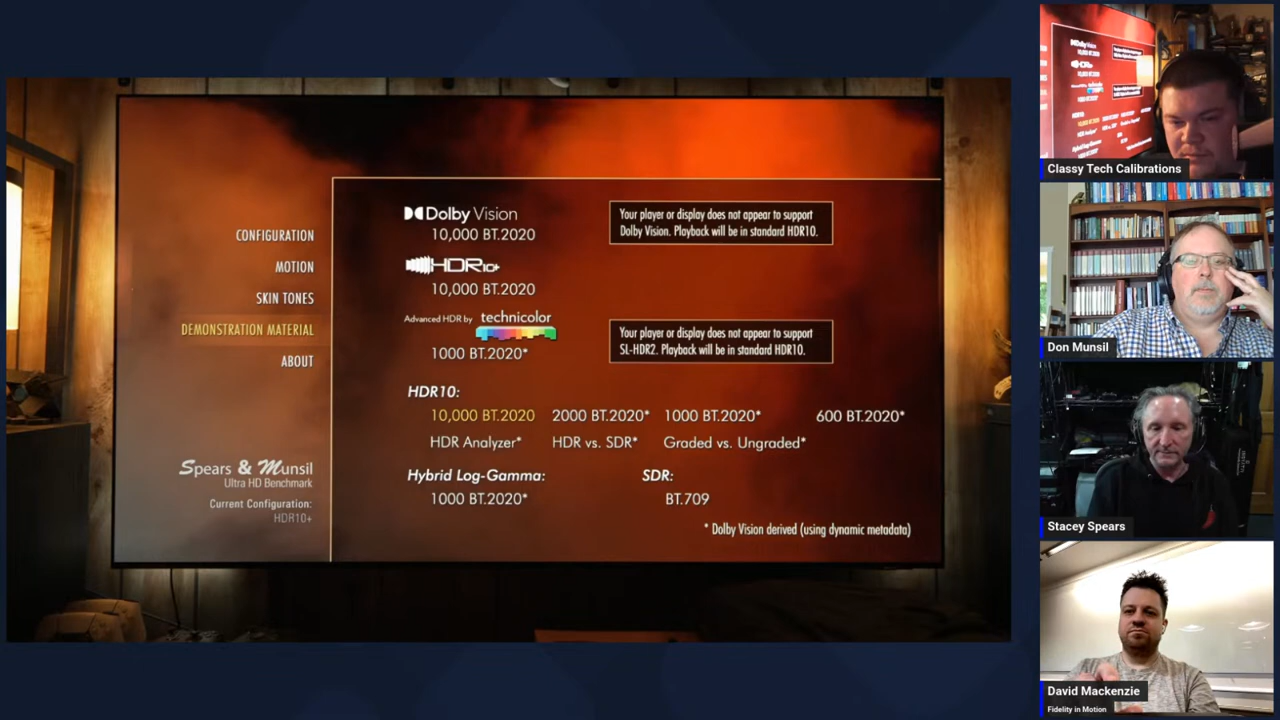 CONFIGURATION
MOTION
SKIN TONES
DEMONSTRATION MATERIAL
ABOUT
Spears & Munsil
Ultra HD Benchmark
Current Configuration:
HDR10+
Dolby Vision
10,000 BT.2020
Your player or display does not appear to support
Dolby Vision. Playback will be in standard HDR10.
HDR10+
10,000 BT.2020
Advanced HDR by technicolor
1000 BT.2020*
Your player or display does not appear to support
SL-HDR2. Playback will be in standard HDR10.
HDR10:
10,000 BT.2020 2000 BT.2020* 1000 BT.2020* 600 BT.2020*
HDR Analyzer* HDR vs. SDR* Graded vs. Ungraded*
Hybrid Log-Gamma: SDR:
1000 BT.2020* BT.709
* Dolby Vision derived (using dynamic metadata)
Classy Tech Calibrations
Don Munsil
Stacey Spears
David Mackenzie
Fidelity in Motion